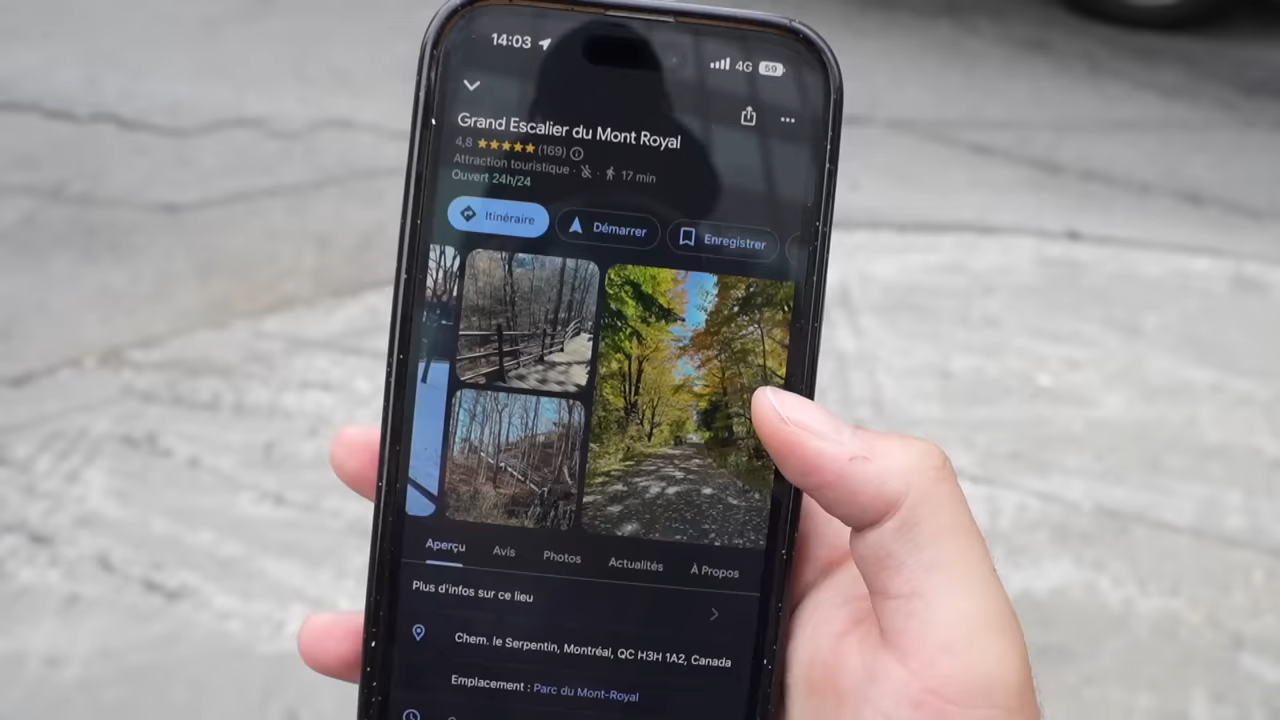 14:03
4G 59
Grand Escalier du Mont Royal
4,8 (169)
Attraction touristique · 17 min
Ouvert 24h/24
Itinéraire Démarrer Enregistrer
Aperçu Avis Photos Actualités À Propos
Plus d'infos sur ce lieu
Chem. le Serpentin, Montréal, QC H3H 1A2, Canada
Emplacement : Parc du Mont-Royal